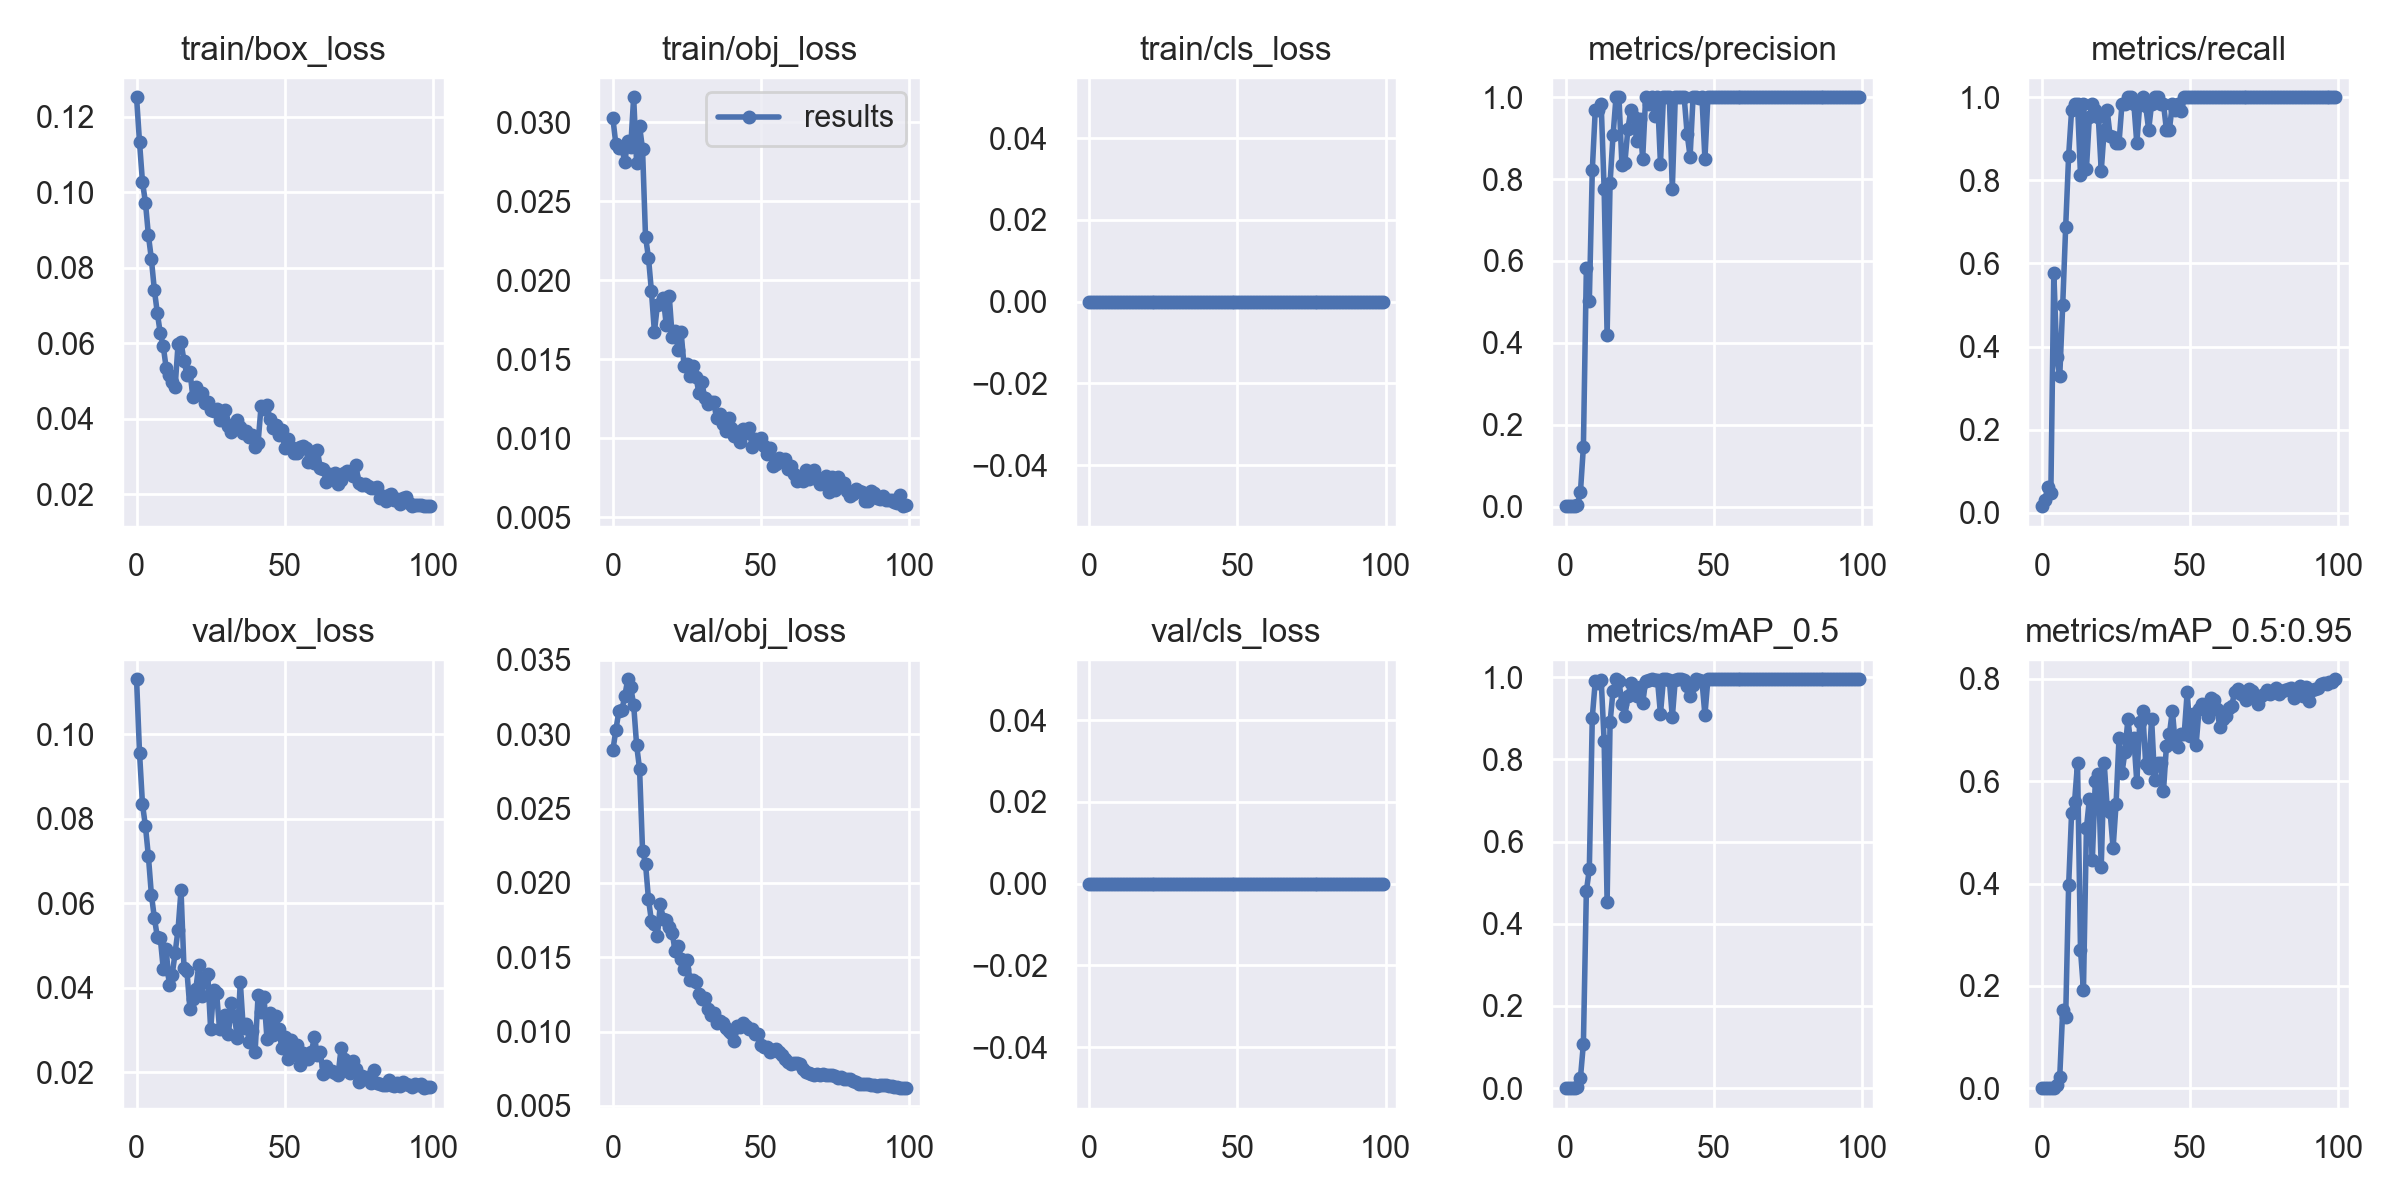 train/box_loss
0.12
0.10
0.08
0.06
0.04
0.02
0 50 100
train/obj_loss
results
0.030
0.025
0.020
0.015
0.010
0.005
0 50 100
train/cls_loss
0.04
0.02
0.00
−0.02
−0.04
0 50 100
metrics/precision
1.0
0.8
0.6
0.4
0.2
0.0
0 50 100
metrics/recall
1.0
0.8
0.6
0.4
0.2
0.0
0 50 100
val/box_loss
0.10
0.08
0.06
0.04
0.02
0 50 100
val/obj_loss
0.035
0.030
0.025
0.020
0.015
0.010
0.005
0 50 100
val/cls_loss
0.04
0.02
0.00
−0.02
−0.04
0 50 100
metrics/mAP_0.5
1.0
0.8
0.6
0.4
0.2
0.0
0 50 100
metrics/mAP_0.5:0.95
0.8
0.6
0.4
0.2
0.0
0 50 100